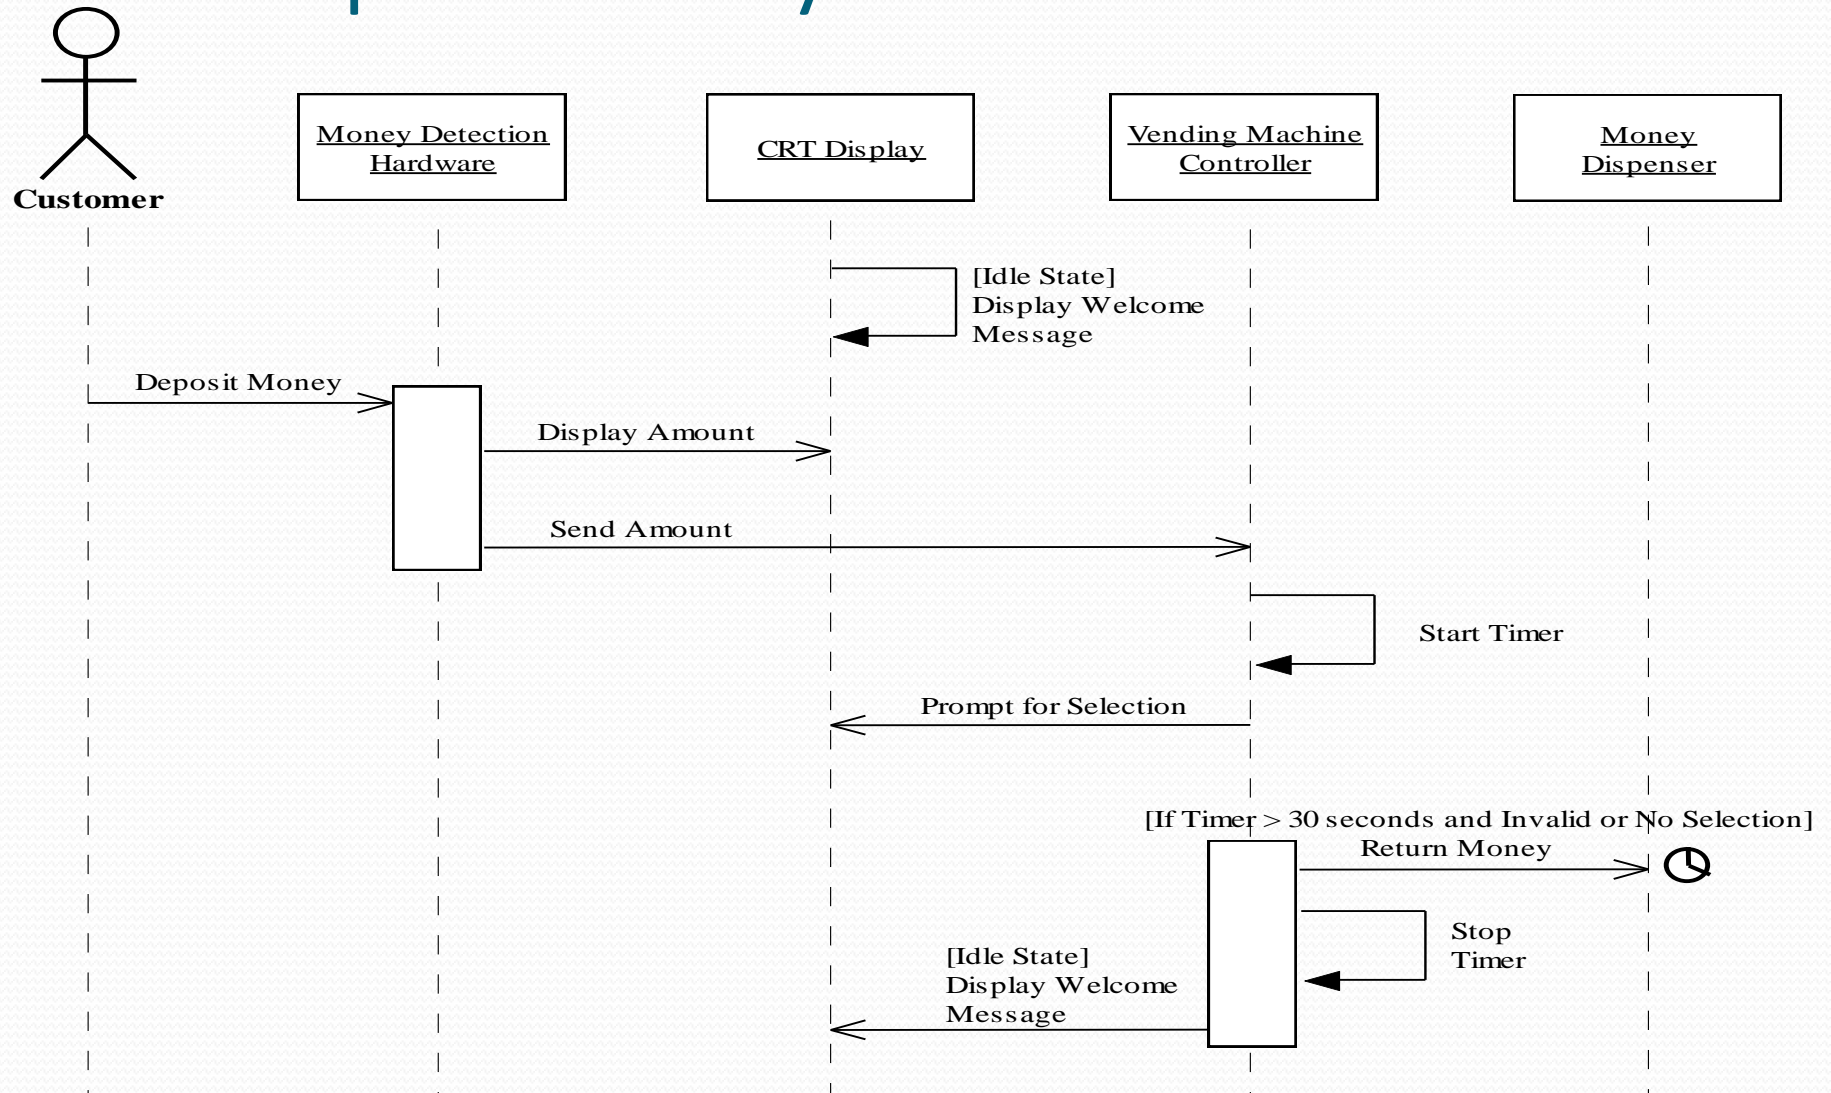 Customer
Money Detection
Hardware
CRT Display
Vending Machine
Controller
Money
Dispenser
[Idle State]
Display Welcome
Message
Deposit Money
Display Amount
Send Amount
Start Timer
Prompt for Selection
[If Timer > 30 seconds and Invalid or No Selection]
Return Money
Stop
Timer
[Idle State]
Display Welcome
Message